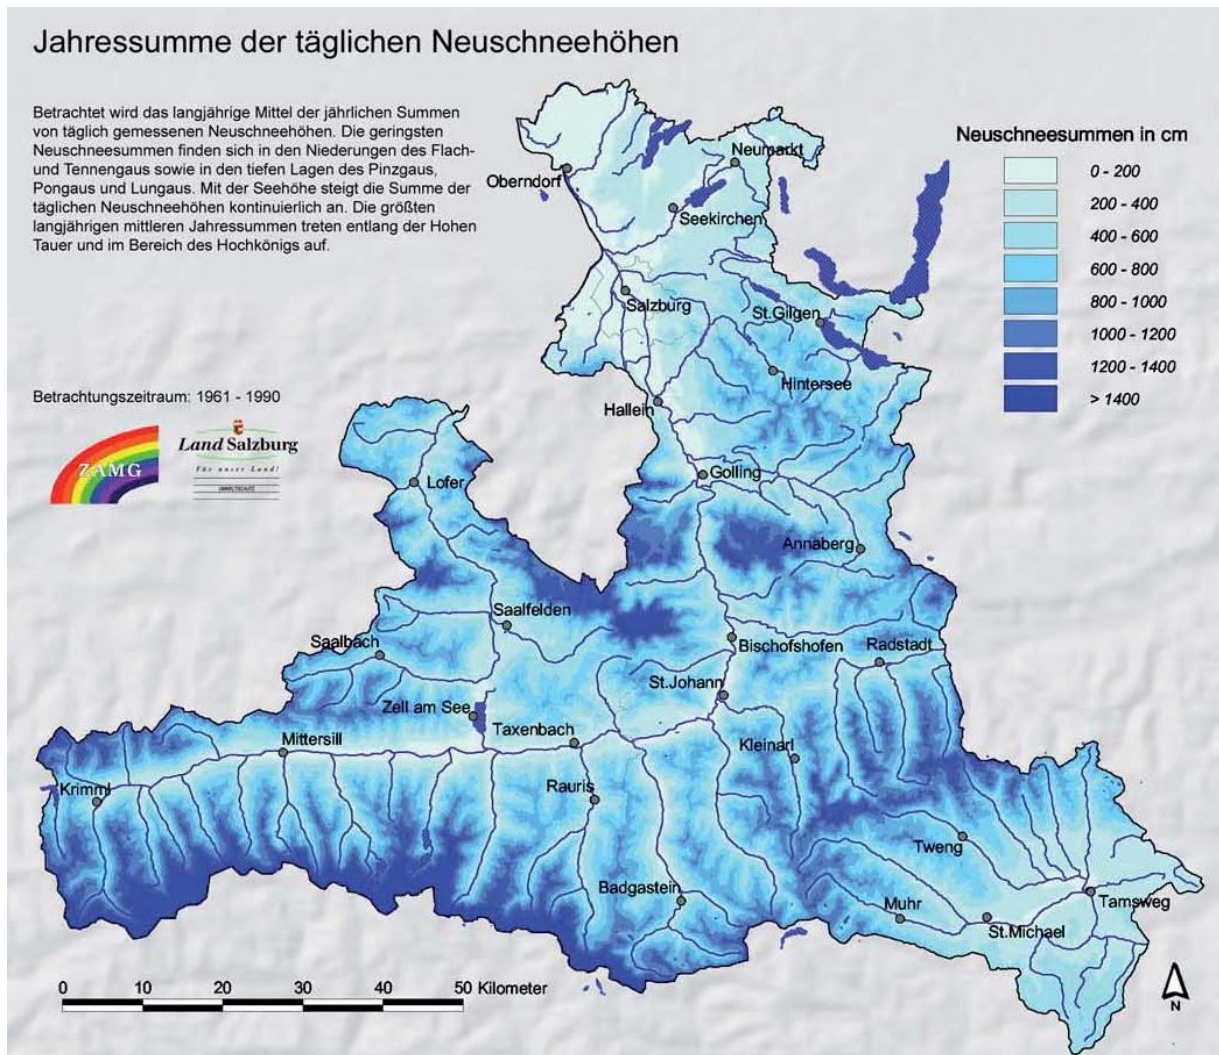 Jahressumme der täglichen Neuschneehöhen
Betrachtet wird das langjährige Mittel der jährlichen Summen
von täglich gemessenen Neuschneehöhen. Die geringsten
Neuschneesummen finden sich in den Niederungen des Flach-
und Tennengaus sowie in den tiefen Lagen des Pinzgaus,
Pongaus und Lungaus. Mit der Seehöhe steigt die Summe der
täglichen Neuschneehöhen kontinuierlich an. Die größten
langjährigen mittleren Jahressummen treten entlang der Hohen
Tauer und im Bereich des Hochkönigs auf.
Betrachtungszeitraum: 1961 - 1990
ZAMG
Land Salzburg
Für unser Land!
Neuschneesummen in cm
0 - 200
200 - 400
400 - 600
600 - 800
800 - 1000
1000 - 1200
1200 - 1400
> 1400
Neumarkt
Oberndorf
Seekirchen
Salzburg
St.Gilgen
Hintersee
Hallein
Golling
Lofer
Annaberg
Saalfelden
Saalbach
Bischofshofen
Radstadt
St.Johann
Zell am See
Taxenbach
Mittersill
Kleinarl
Krimml
Rauris
Tweng
Badgastein
Muhr
Tamsweg
St.Michael
0 10 20 30 40 50 Kilometer
N